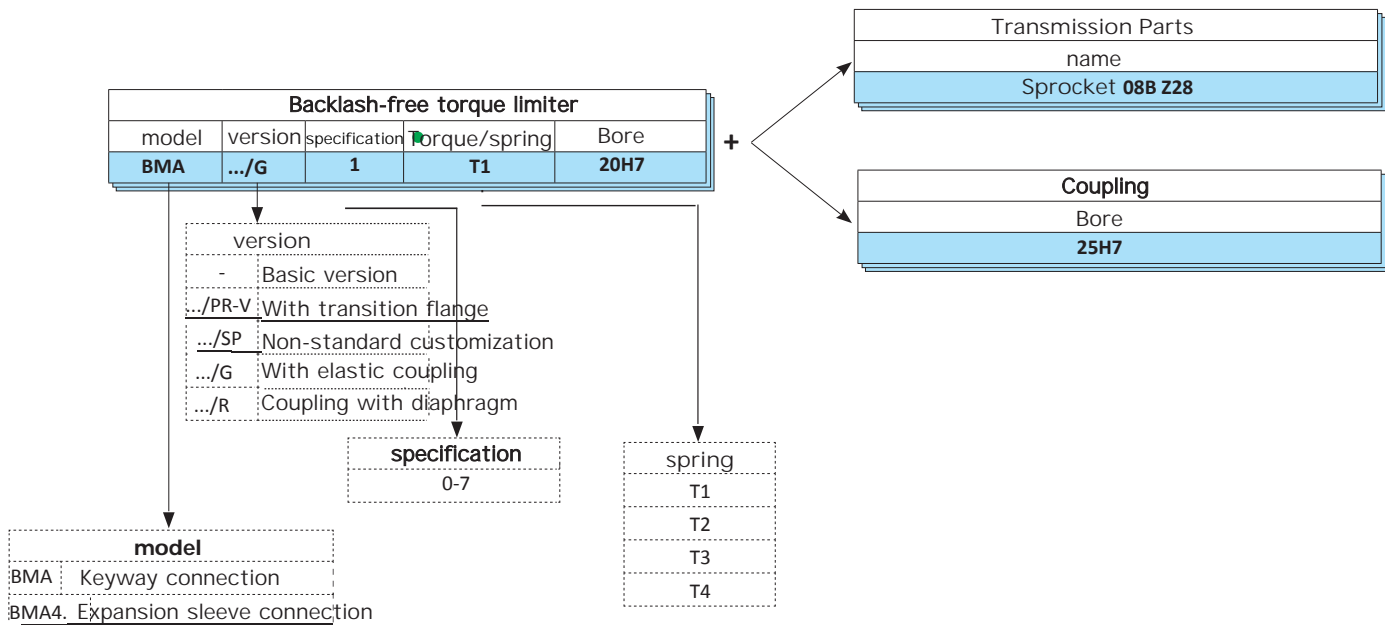 Transmission Parts
name
Sprocket 08B Z28
Backlash-free torque limiter
model version specification Torque/spring Bore
BMA .../G 1 T1 20H7
+
Coupling
Bore
25H7
version
- Basic version
.../PR-V With transition flange
.../SP Non-standard customization
.../G With elastic coupling
.../R Coupling with diaphragm
specification
0-7
spring
T1
T2
T3
T4
model
BMA Keyway connection
BMA4. Expansion sleeve connection